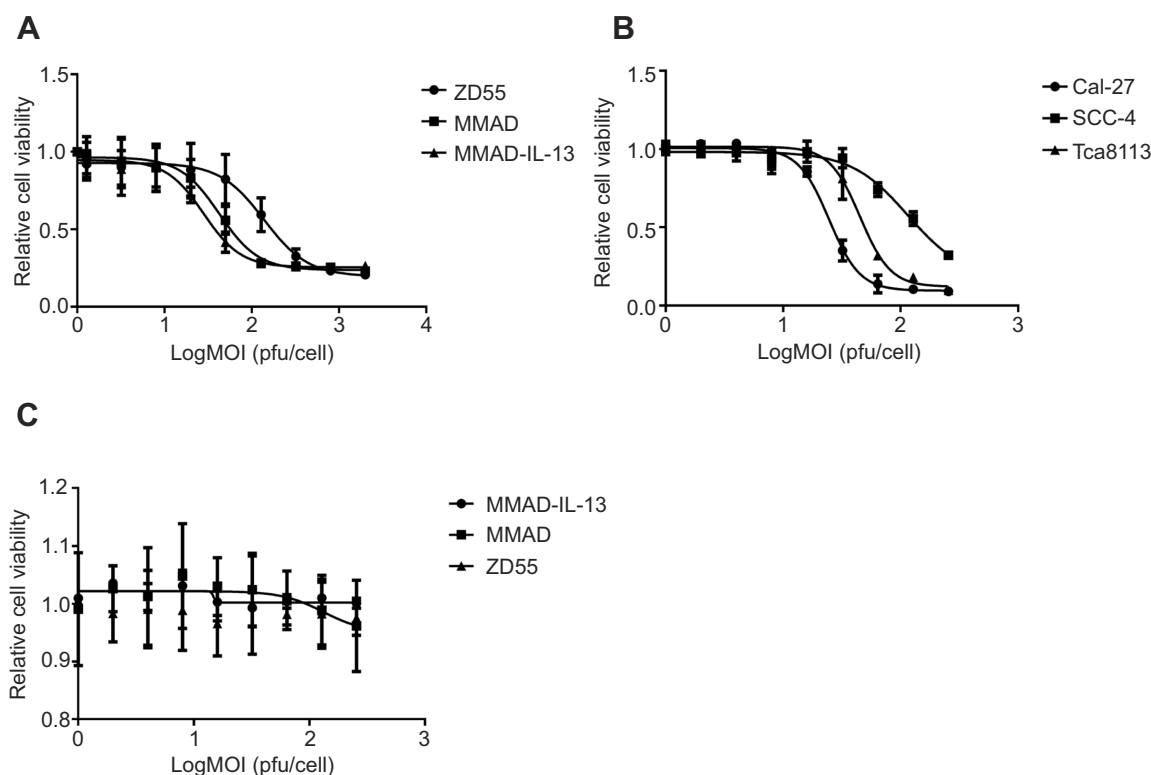 A
1.5
1.0
0.5
0.0
Relative cell viability
0
1
2
3
4
LogMOI (pfu/cell)
ZD55
MMAD
MMAD-IL-13
B
1.5
1.0
0.5
0.0
Relative cell viability
0
1
2
3
LogMOI (pfu/cell)
Cal-27
SCC-4
Tca8113
C
1.2
1.1
1.0
0.9
0.8
Relative cell viability
0
1
2
3
LogMOI (pfu/cell)
MMAD-IL-13
MMAD
ZD55